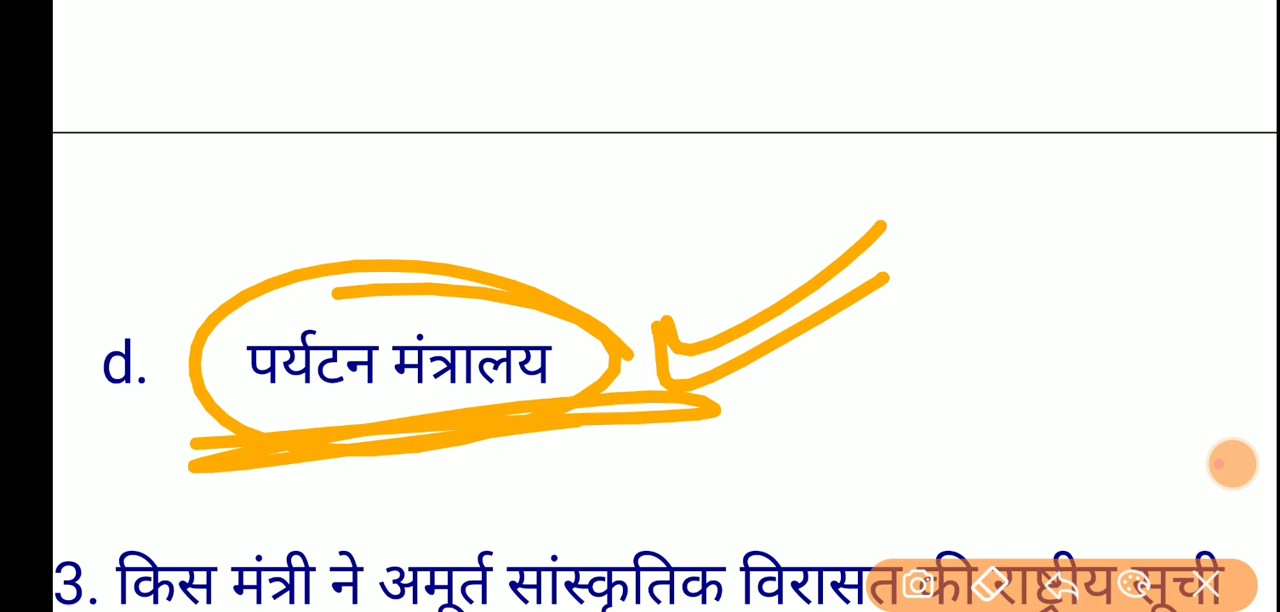 d. पर्यटन मंत्रालय
3. किस मंत्री ने अमूर्त सांस्कृतिक विरासत की राष्ट्रीय सूची